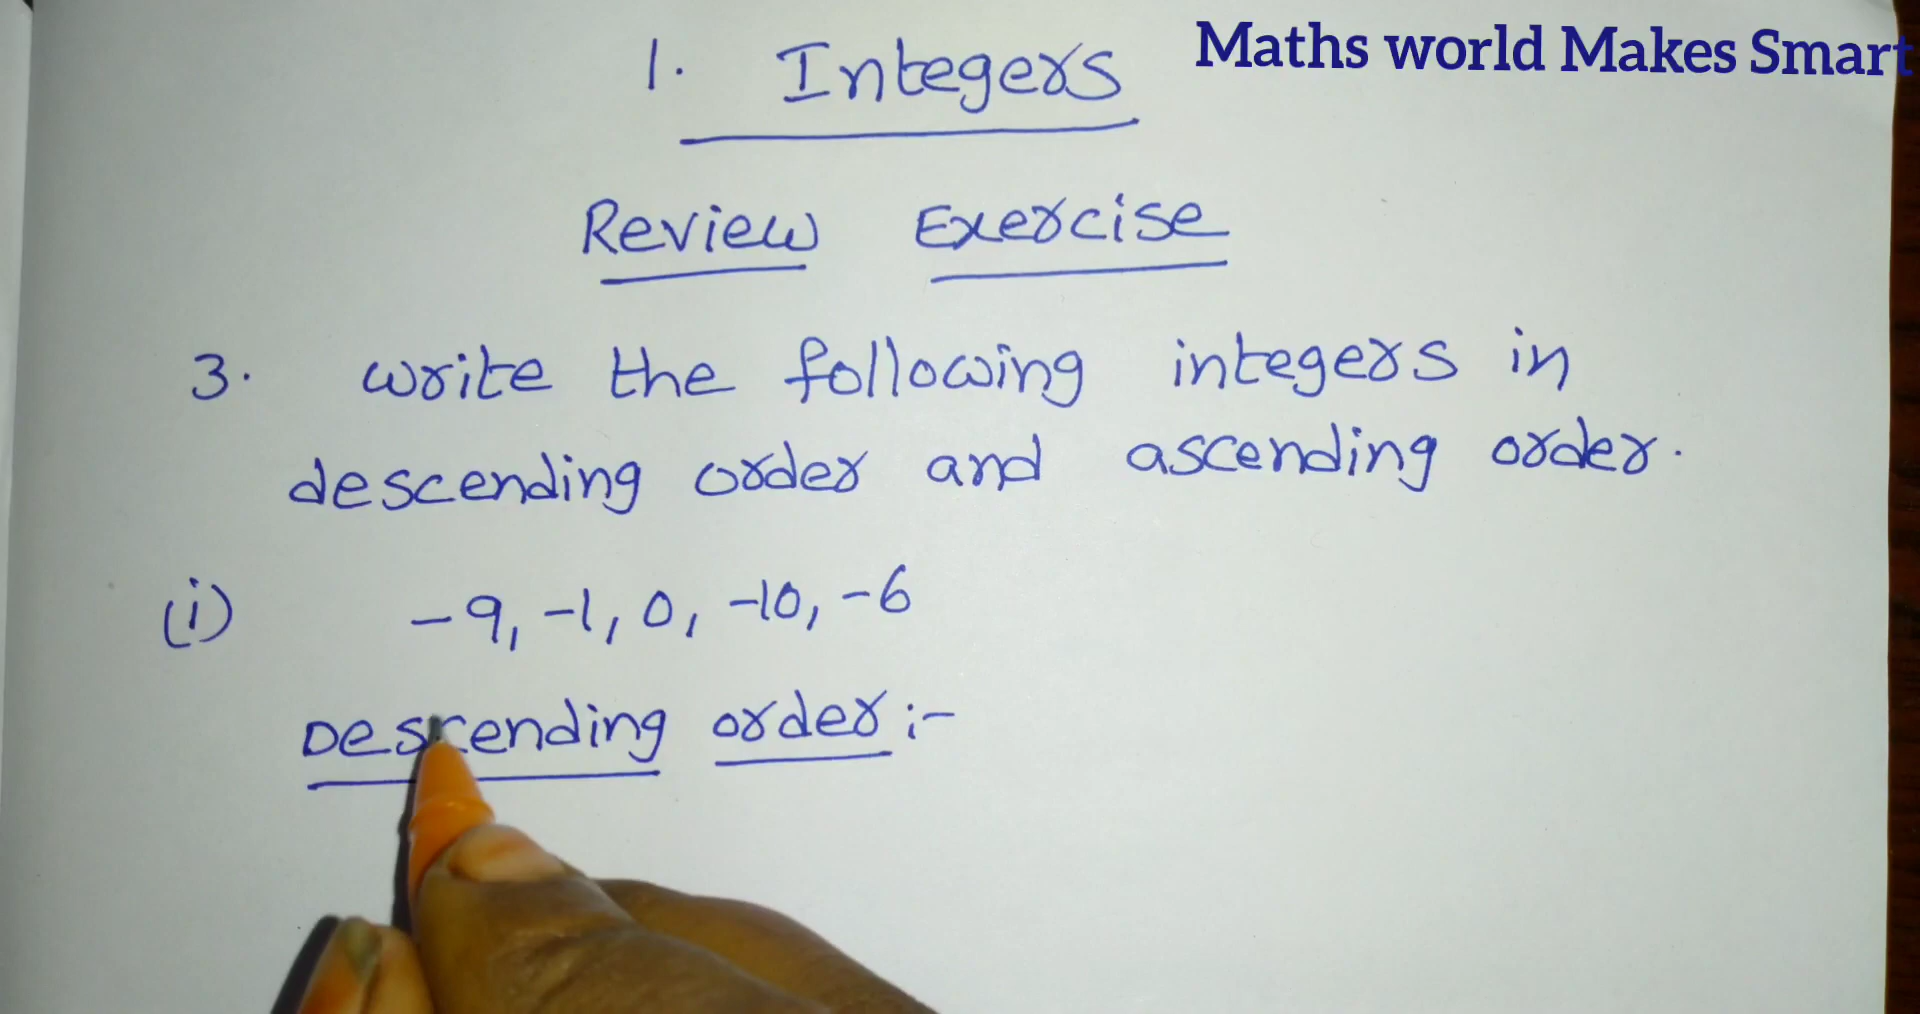 Maths world Makes Smart
1. Integers
Review Exercise
3. write the following integers in
descending order and ascending order.
(i) -9, -1, 0, -10, -6
Descending order :-